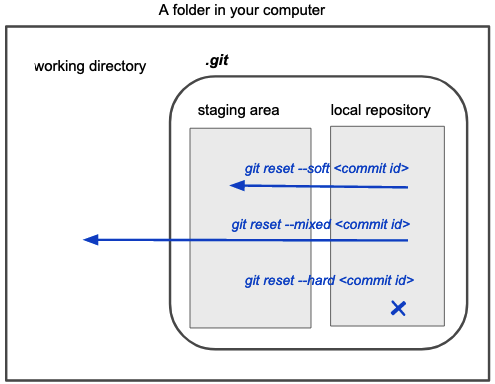 A folder in your computer
working directory
.git
staging area
local repository
git reset --soft <commit id>
git reset --mixed <commit id>
git reset --hard <commit id>